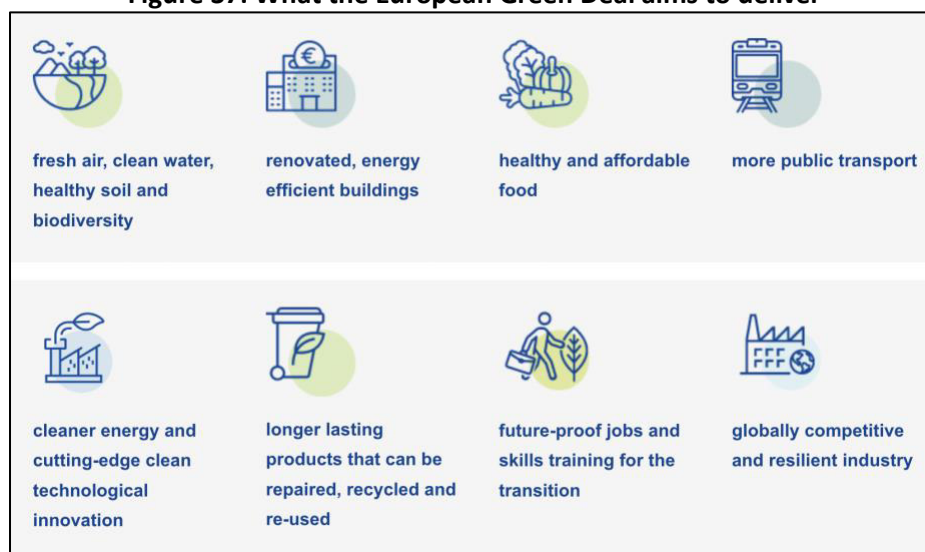 What the European Green Deal aims to deliver
€
fresh air, clean water,
healthy soil and
biodiversity
renovated, energy
efficient buildings
healthy and affordable
food
more public transport
cleaner energy and
cutting-edge clean
technological
innovation
longer lasting
products that can be
repaired, recycled and
re-used
future-proof jobs and
skills training for the
transition
globally competitive
and resilient industry